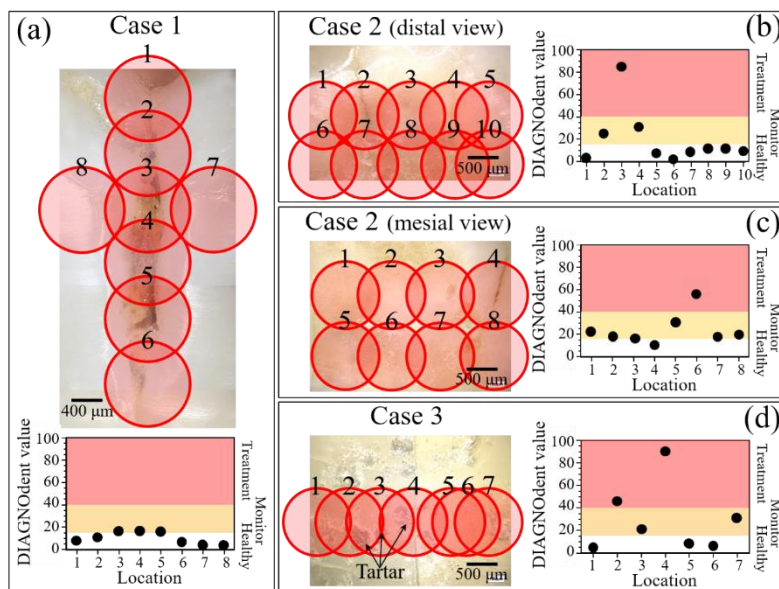 (a)
Case 1
1
2
3
8
7
4
5
6
400 µm
DIAGNOdent value
100
80
60
40
20
0
1 2 3 4 5 6 7 8
Location
Treatment
Monitor
Healthy
Case 2 (distal view)
(b)
1 2 3 4 5
6 7 8 9 10
500 µm
DIAGNOdent value
100
80
60
40
20
0
1 2 3 4 5 6 7 8 9 10
Location
Treatment
Monitor
Healthy
Case 2 (mesial view)
(c)
1 2 3 4
5 6 7 8
500 µm
DIAGNOdent value
100
80
60
40
20
0
1 2 3 4 5 6 7 8
Location
Treatment
Monitor
Healthy
Case 3
(d)
1 2 3 4 5 6 7
Tartar
500 µm
DIAGNOdent value
100
80
60
40
20
0
1 2 3 4 5 6 7
Location
Treatment
Monitor
Healthy